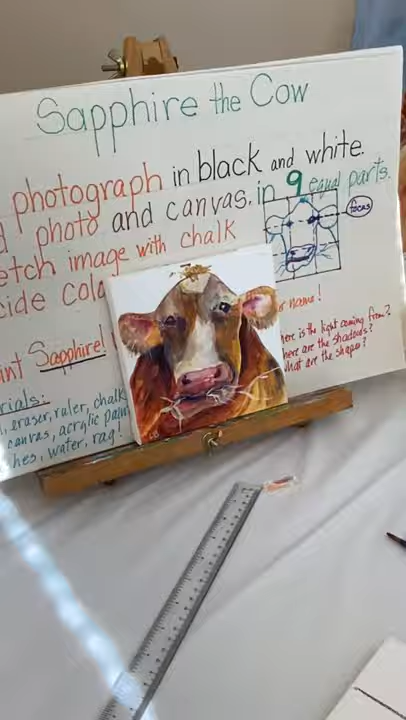 Sapphire the Cow
photograph in black and white.
photo and canvas. in 9 equal parts.
etch image with chalk
focus
cide colo
name!
int Sapphire!
here is the light coming from?
here are the shadows?
What are the shapes?
rials:
eraser, ruler, chalk
canvas, acrylic pain
hes, water, rag!